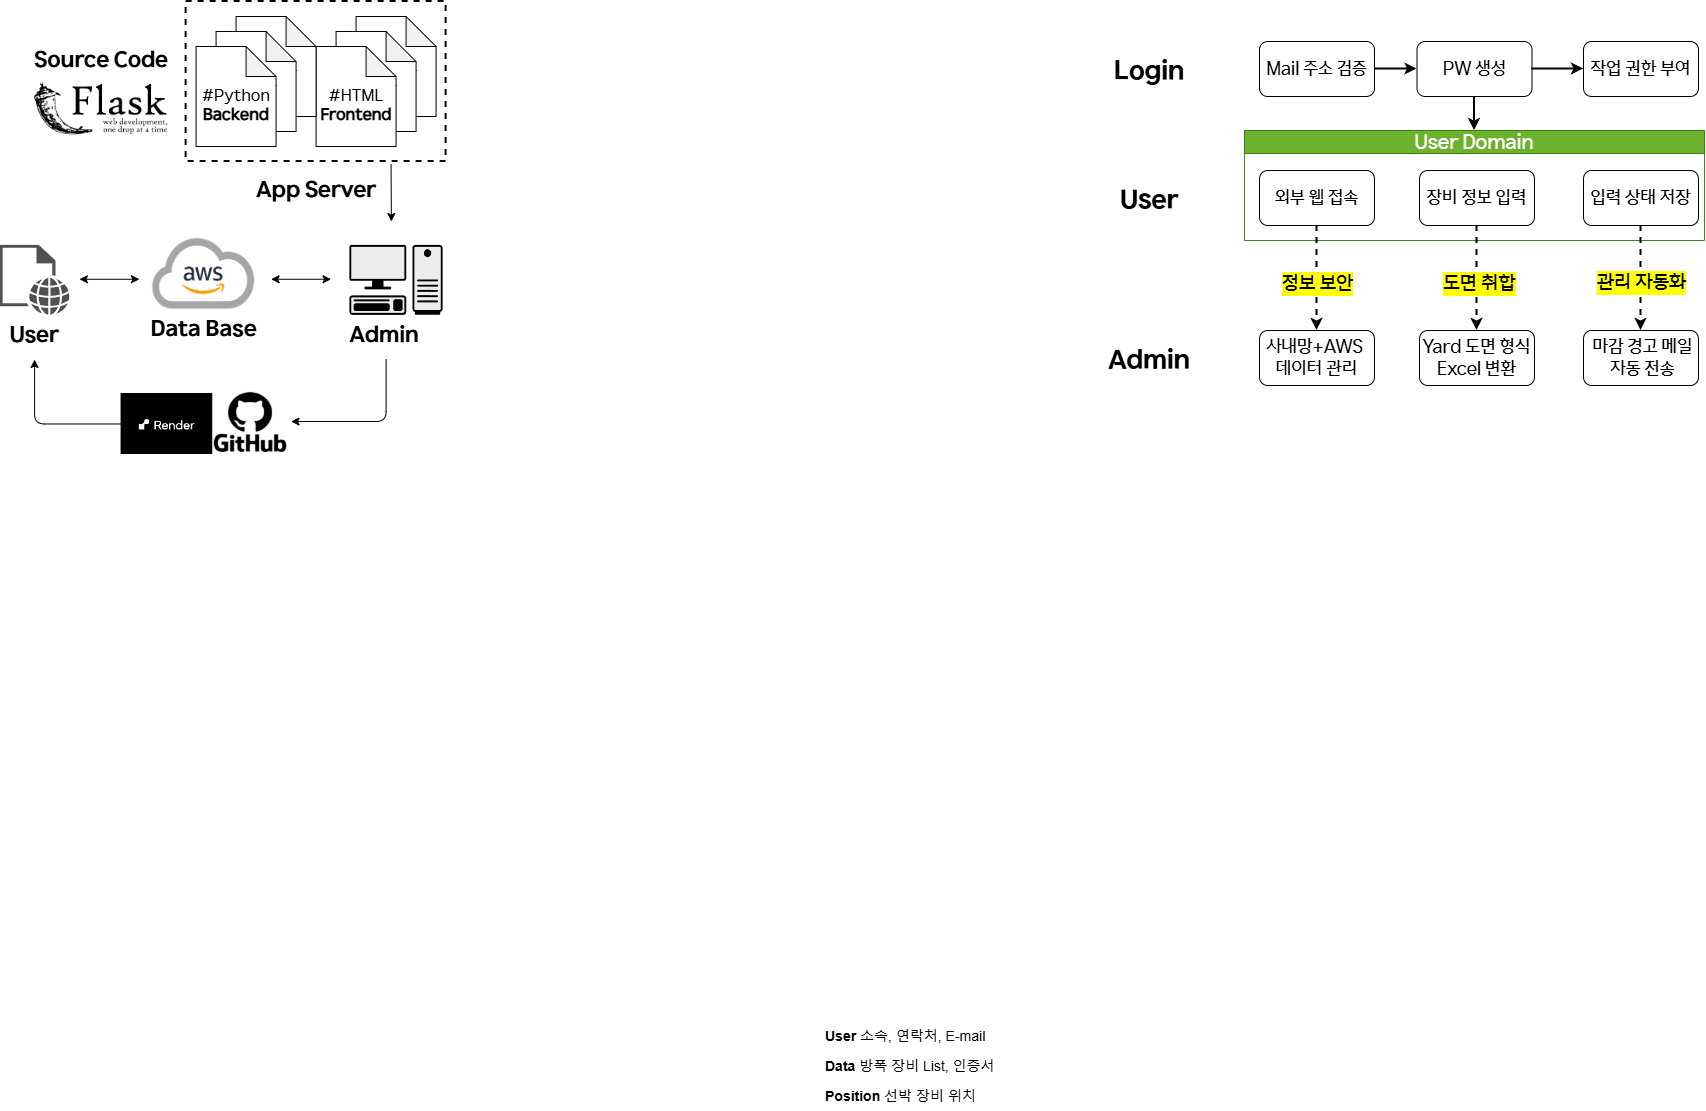 Source Code
Flask
web development,
one drop at a time
#Python
Backend
#HTML
Frontend
App Server
User
aws
Data Base
Admin
Render
GitHub
Login
Mail 주소 검증
PW 생성
작업 권한 부여
User Domain
User
외부 웹 접속
장비 정보 입력
입력 상태 저장
정보 보안
도면 취합
관리 자동화
Admin
사내망+AWS
데이터 관리
Yard 도면 형식
Excel 변환
마감 경고 메일
자동 전송
User 소속, 연락처, E-mail
Data 방폭 장비 List, 인증서
Position 선박 장비 위치